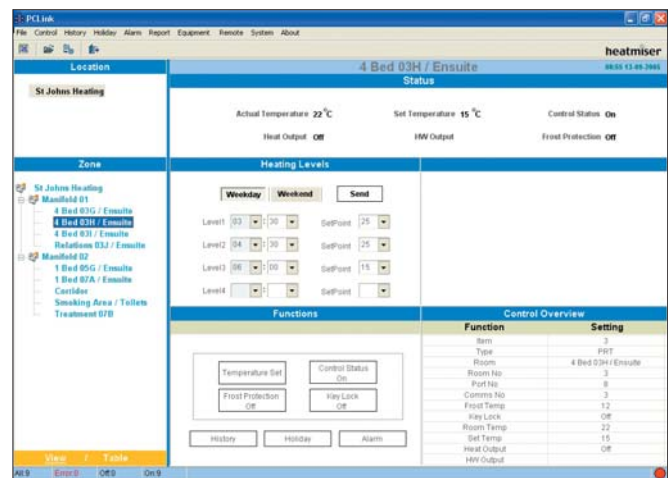 PCLink
File Control History Holiday Alarm Report Equipment Remote System About
heatmiser
Location
4 Bed 03H / Ensuite
08:55 13-09-2005
Status
St Johns Heating
Actual Temperature 22 °C
Set Temperature 15 °C
Control Status On
Heat Output Off
HW Output
Frost Protection Off
Zone
Heating Levels
St Johns Heating
Manifold 01
4 Bed 03G / Ensuite
4 Bed 03H / Ensuite
4 Bed 03I / Ensuite
Relations 03J / Ensuite
Manifold 02
1 Bed 05G / Ensuite
1 Bed 07A / Ensuite
Corridor
Smoking Area / Toilets
Treatment 07B
Weekday Weekend Send
Level1 03 : 30 SetPoint 25
Level2 04 : 30 SetPoint 25
Level3 06 : 00 SetPoint 15
Level4 : SetPoint
Functions
Temperature Set
Control Status
On
Frost Protection
Off
Key Lock
Off
History Holiday Alarm
Control Overview
Function Setting
Item 3
Type PRT
Room 4 Bed 03H / Ensuite
Room No 3
Port No 8
Comms No 3
Frost Temp 12
Key Lock Off
Room Temp 22
Set Temp 15
Heat Output Off
HW Output
View / Table
All:9 Error:0 Off:0 On:9